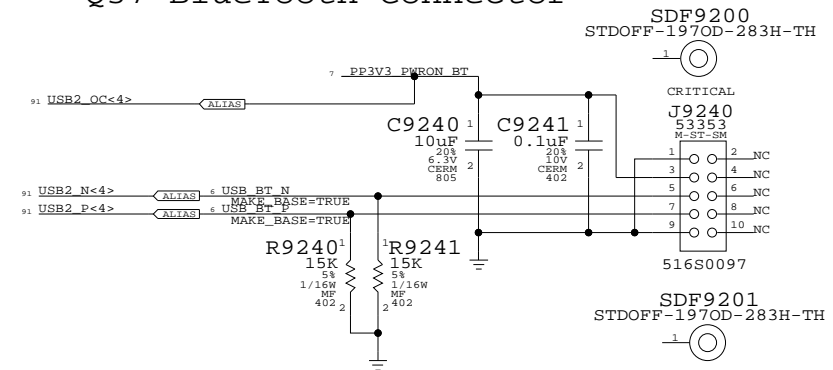 SDF9200
STDOFF-197OD-283H-TH
1
7 PP3V3_PWRON_BT
91 USB2_OC<4> ALIAS
CRITICAL
J9240
53353
M-ST-SM
C9240 1
10uF
20%
6.3V
CERM 2
805
C9241 1
0.1uF
20%
10V
CERM 2
402
1 2 NC
3 4 NC
5 6 NC
7 8 NC
9 10 NC
91 USB2_N<4> ALIAS 6 USB_BT_N
MAKE_BASE=TRUE
91 USB2_P<4> ALIAS 6 USB_BT_P
MAKE_BASE=TRUE
R9240 1
15K
5%
1/16W
MF
402 2
1 R9241
15K
5%
1/16W
MF
2 402
516S0097
SDF9201
STDOFF-197OD-283H-TH
1